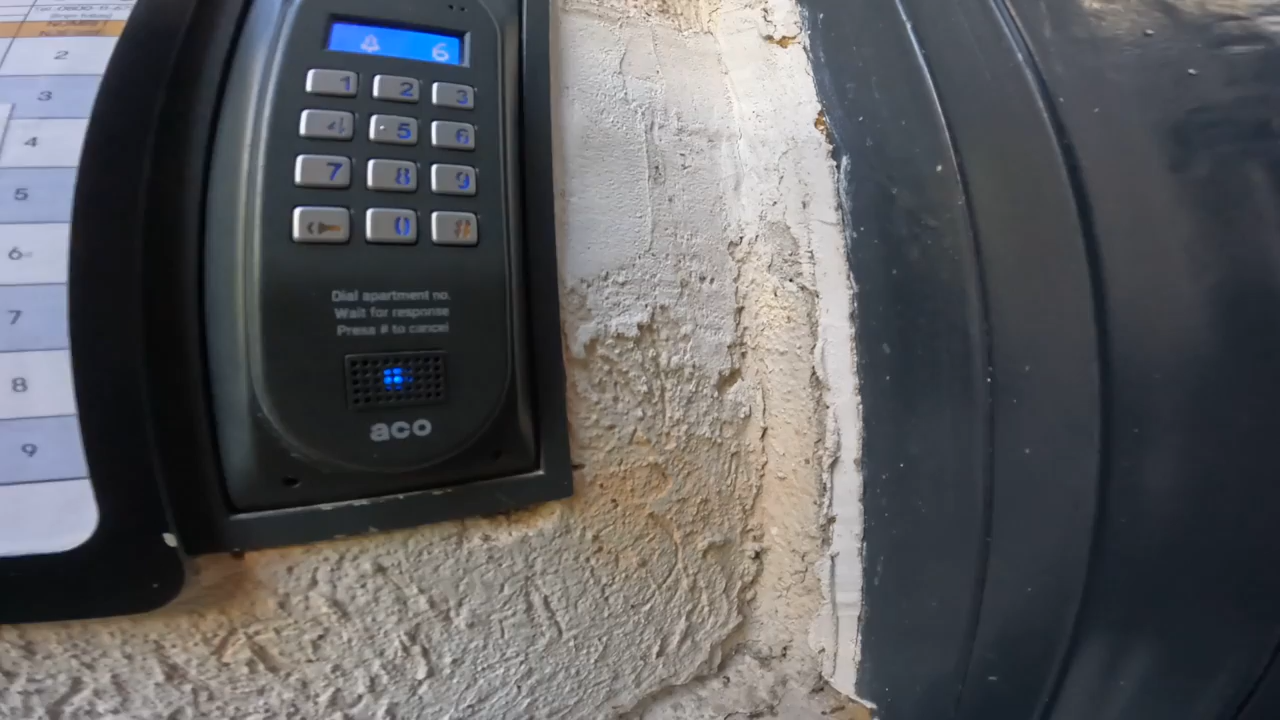 2
3
4
5
6
7
8
9
6
1 2 3
5 6
7 8 9
0 #
Dial apartment no.
Wait for response
Press # to cancel
aco